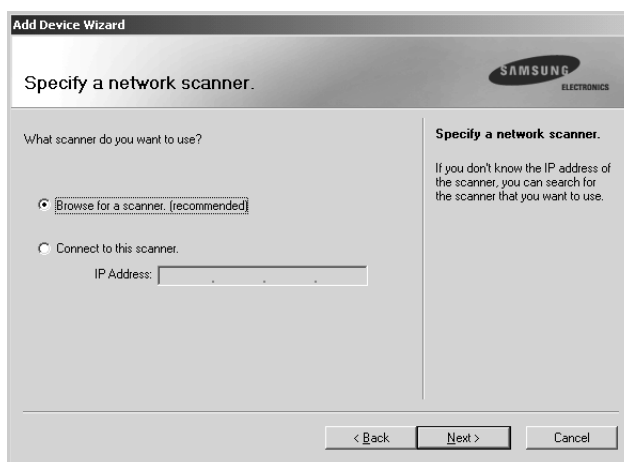 Add Device Wizard
Specify a network scanner.
SAMSUNG
ELECTRONICS
What scanner do you want to use?
Browse for a scanner. (recommended)
Connect to this scanner.
IP Address: . . .
Specify a network scanner.
If you don't know the IP address of
the scanner, you can search for
the scanner that you want to use.
< Back
Next >
Cancel